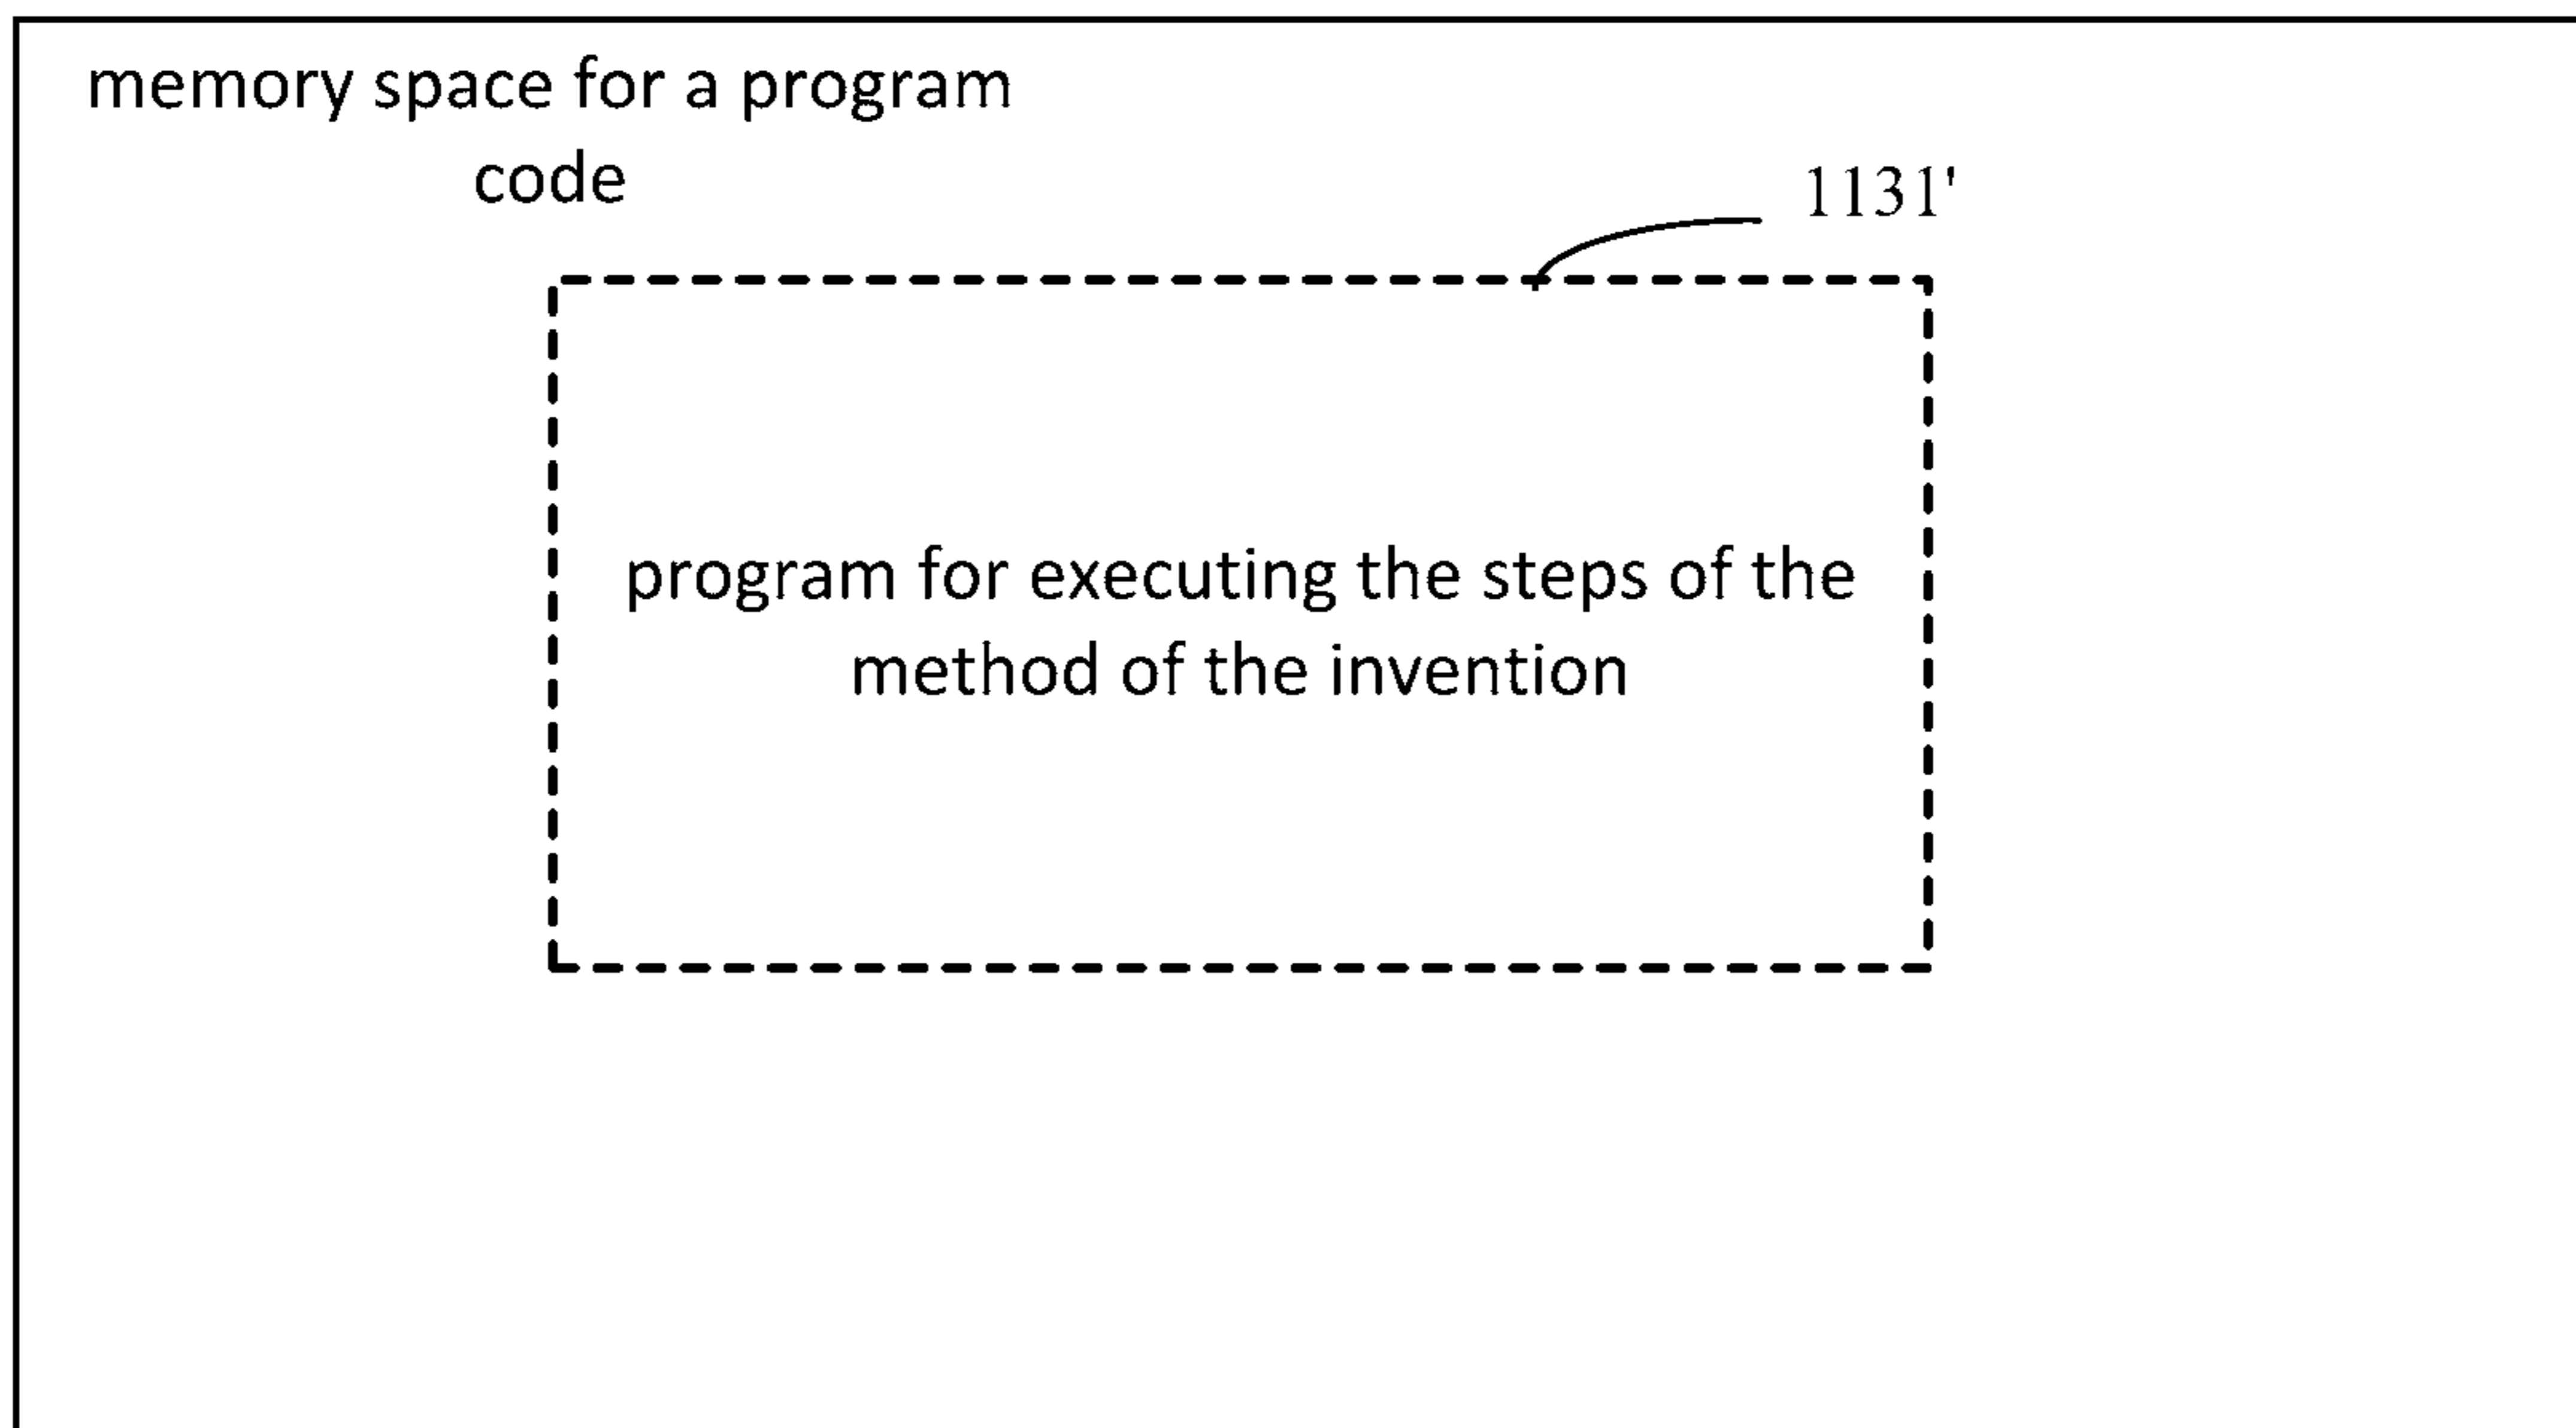 memory space for a program
code
1131'
program for executing the steps of the
method of the invention